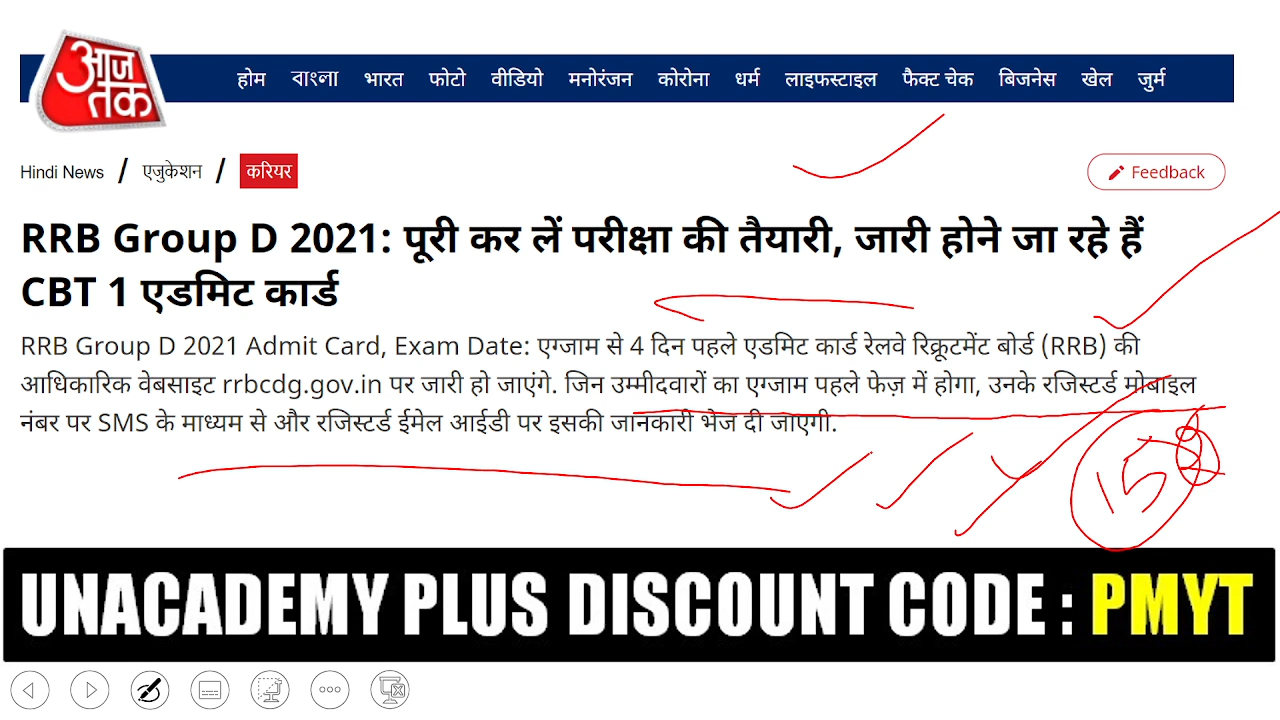 आज
तक
होम বাংলা भारत फोटो वीडियो मनोरंजन कोरोना धर्म लाइफस्टाइल फैक्ट चेक बिजनेस खेल जुर्म
Hindi News / एजुकेशन / करियर
Feedback
RRB Group D 2021: पूरी कर लें परीक्षा की तैयारी, जारी होने जा रहे हैं
CBT 1 एडमिट कार्ड
RRB Group D 2021 Admit Card, Exam Date: एग्जाम से 4 दिन पहले एडमिट कार्ड रेलवे रिक्रूटमेंट बोर्ड (RRB) की
आधिकारिक वेबसाइट rrbcdg.gov.in पर जारी हो जाएंगे. जिन उम्मीदवारों का एग्जाम पहले फेज़ में होगा, उनके रजिस्टर्ड मोबाइल
नंबर पर SMS के माध्यम से और रजिस्टर्ड ईमेल आईडी पर इसकी जानकारी भेज दी जाएगी.
15
UNACADEMY PLUS DISCOUNT CODE : PMYT